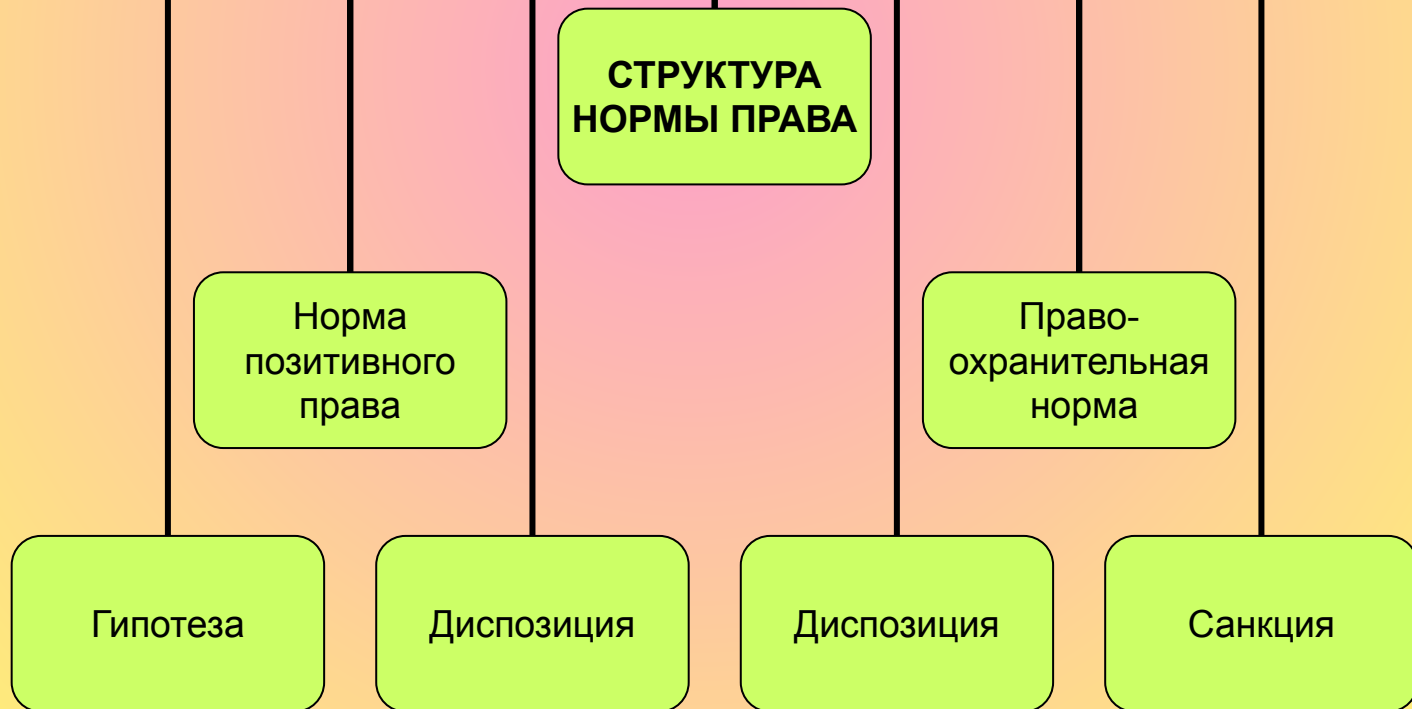 СТРУКТУРА
НОРМЫ ПРАВА
Норма
позитивного
права
Право-
охранительная
норма
Гипотеза
Диспозиция
Диспозиция
Санкция